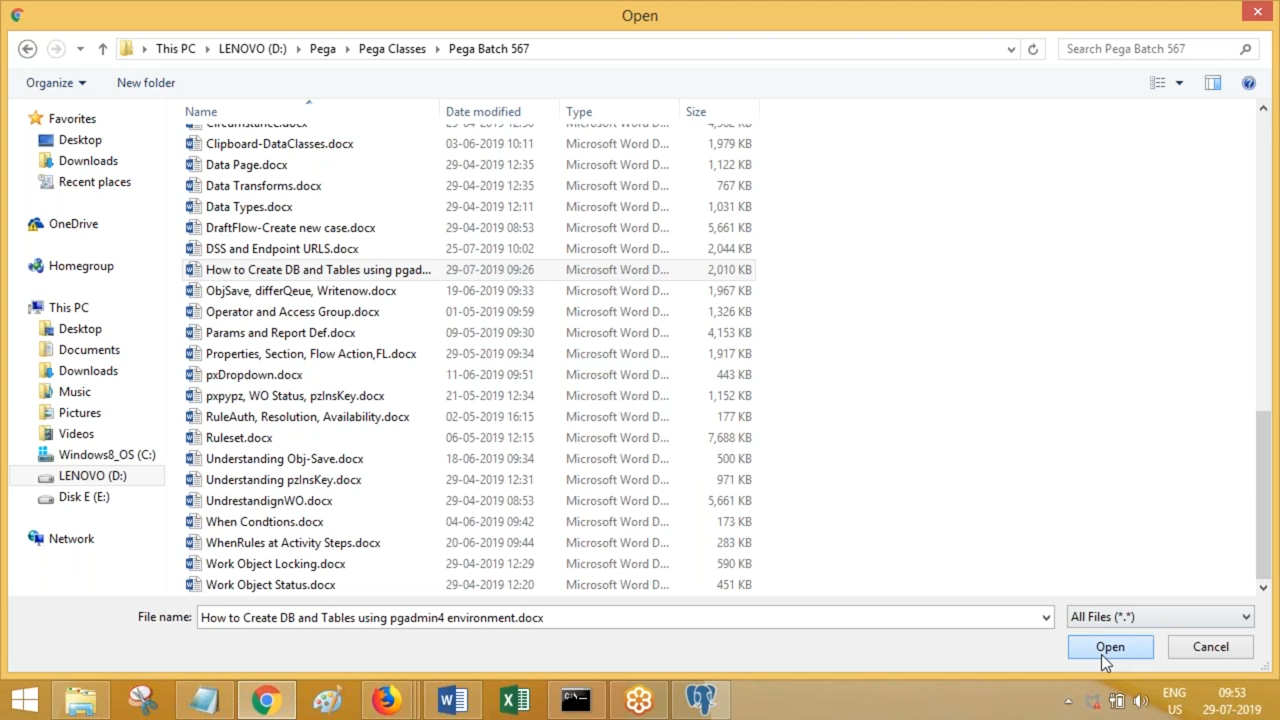 Open
This PC LENOVO (D:) Pega Pega Classes Pega Batch 567
Search Pega Batch 567
Organize New folder
Name Date modified Type Size
Favorites
Desktop
Downloads
Recent places
OneDrive
Homegroup
This PC
Desktop
Documents
Downloads
Music
Pictures
Videos
Windows8_OS (C:)
LENOVO (D:)
Disk E (E:)
Network
Clipboard-DataClasses.docx 03-06-2019 10:11 Microsoft Word D... 1,979 KB
Data Page.docx 29-04-2019 12:35 Microsoft Word D... 1,122 KB
Data Transforms.docx 29-04-2019 12:35 Microsoft Word D... 767 KB
Data Types.docx 29-04-2019 12:11 Microsoft Word D... 1,031 KB
DraftFlow-Create new case.docx 29-04-2019 08:53 Microsoft Word D... 5,661 KB
DSS and Endpoint URLS.docx 25-07-2019 10:02 Microsoft Word D... 2,044 KB
How to Create DB and Tables using pgad... 29-07-2019 09:26 Microsoft Word D... 2,010 KB
ObjSave, differQeue, Writenow.docx 19-06-2019 09:33 Microsoft Word D... 1,967 KB
Operator and Access Group.docx 01-05-2019 09:59 Microsoft Word D... 1,326 KB
Params and Report Def.docx 09-05-2019 09:30 Microsoft Word D... 4,153 KB
Properties, Section, Flow Action,FL.docx 29-05-2019 09:34 Microsoft Word D... 1,917 KB
pxDropdown.docx 11-06-2019 09:51 Microsoft Word D... 443 KB
pxpypz, WO Status, pzInsKey.docx 21-05-2019 12:34 Microsoft Word D... 1,152 KB
RuleAuth, Resolution, Availability.docx 02-05-2019 16:15 Microsoft Word D... 177 KB
Ruleset.docx 06-05-2019 12:15 Microsoft Word D... 7,688 KB
Understanding Obj-Save.docx 18-06-2019 09:34 Microsoft Word D... 500 KB
Understanding pzInsKey.docx 29-04-2019 12:31 Microsoft Word D... 971 KB
UndrestandignWO.docx 29-04-2019 08:53 Microsoft Word D... 5,661 KB
When Condtions.docx 04-06-2019 09:42 Microsoft Word D... 173 KB
WhenRules at Activity Steps.docx 20-06-2019 09:44 Microsoft Word D... 283 KB
Work Object Locking.docx 29-04-2019 12:29 Microsoft Word D... 590 KB
Work Object Status.docx 29-04-2019 12:20 Microsoft Word D... 451 KB
File name: How to Create DB and Tables using pgadmin4 environment.docx All Files (*.*)
Open Cancel
ENG 09:53
US 29-07-2019